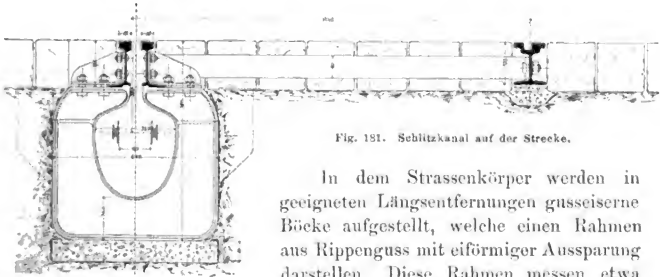 Fig. 181. Schlitzkanal auf der Strecke.
In dem Strassenkörper werden in
geeigneten Längsentfernungen gusseiserne
Böcke aufgestellt, welche einen Rahmen
aus Rippenguss mit eiförmiger Aussparung
darstellen. Diese Rahmen messen etwa